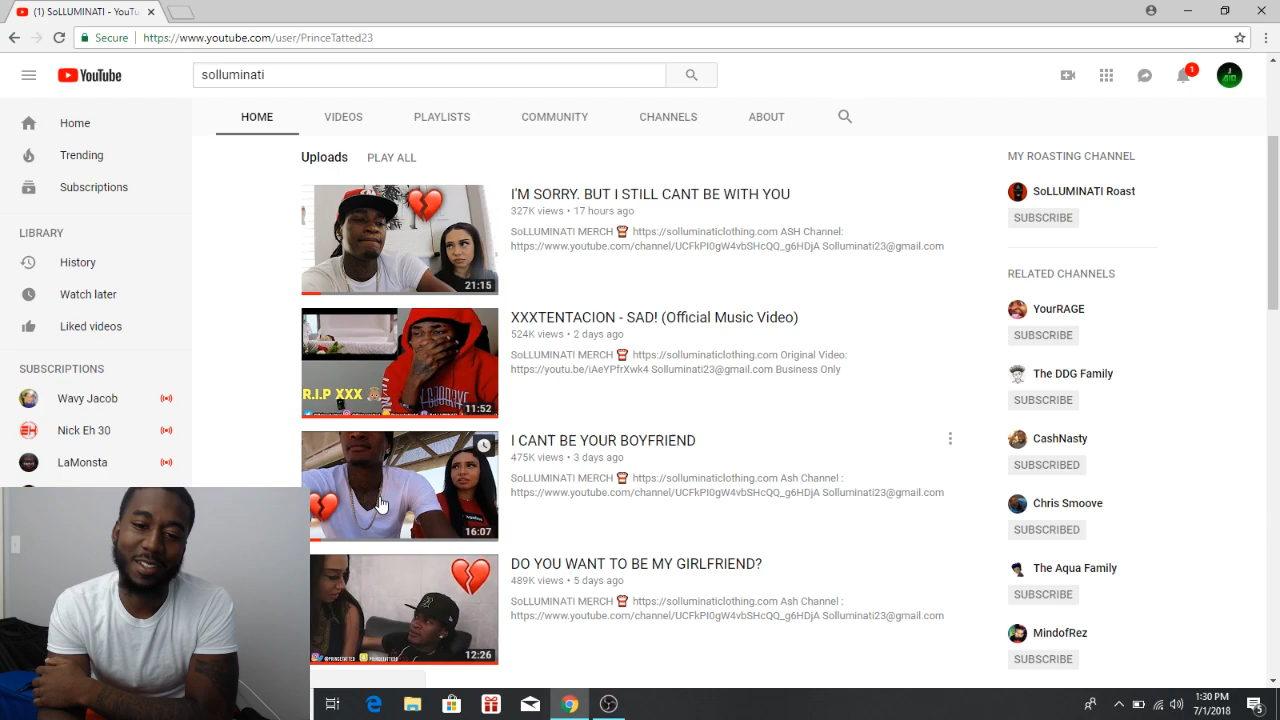 (1) SoLLUMINATI - YouTu
Secure
https://www.youtube.com/user/PrinceTatted23
YouTube
solluminati
1
HOME
VIDEOS
PLAYLISTS
COMMUNITY
CHANNELS
ABOUT
Home
Trending
Subscriptions
LIBRARY
History
Watch later
Liked videos
SUBSCRIPTIONS
Wavy Jacob
Nick Eh 30
LaMonsta
Uploads
PLAY ALL
21:15
I'M SORRY. BUT I STILL CANT BE WITH YOU
327K views • 17 hours ago
SoLLUMINATI MERCH https://solluminaticlothing.com ASH Channel:
https://www.youtube.com/channel/UCFkPI0gW4vbSHcQQ_g6HDjA Solluminati23@gmail.com
R.I.P XXX
11:52
XXXTENTACION - SAD! (Official Music Video)
524K views • 2 days ago
SoLLUMINATI MERCH https://solluminaticlothing.com Original Video:
https://youtu.be/iAeYPfrXwk4 Solluminati23@gmail.com Business Only
16:07
I CANT BE YOUR BOYFRIEND
475K views • 3 days ago
SoLLUMINATI MERCH https://solluminaticlothing.com Ash Channel :
https://www.youtube.com/channel/UCFkPI0gW4vbSHcQQ_g6HDjA Solluminati23@gmail.com
@PRINCETATTED
12:26
DO YOU WANT TO BE MY GIRLFRIEND?
489K views • 5 days ago
SoLLUMINATI MERCH https://solluminaticlothing.com Ash Channel :
https://www.youtube.com/channel/UCFkPI0gW4vbSHcQQ_g6HDjA Solluminati23@gmail.com
MY ROASTING CHANNEL
SoLLUMINATI Roast
SUBSCRIBE
RELATED CHANNELS
YourRAGE
SUBSCRIBE
The DDG Family
SUBSCRIBE
CashNasty
SUBSCRIBED
Chris Smoove
SUBSCRIBED
The Aqua Family
SUBSCRIBE
MindofRez
SUBSCRIBE
1:30 PM
7/1/2018
5